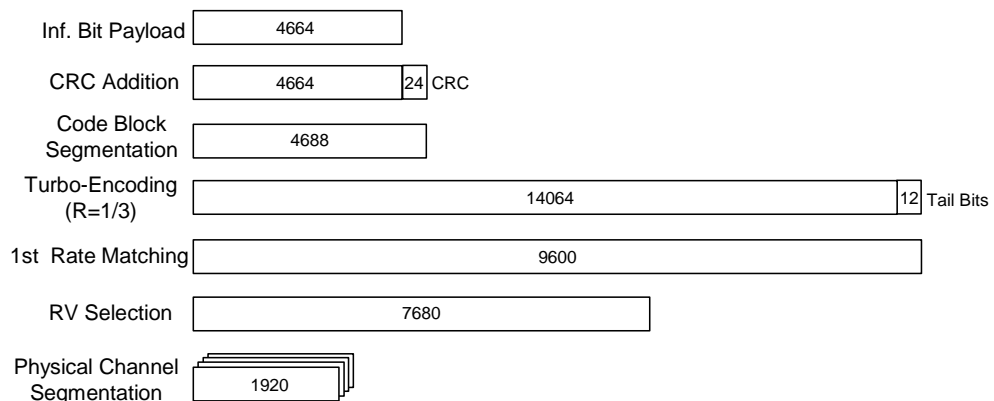 Inf. Bit Payload
4664
CRC Addition
4664 24 CRC
Code Block
Segmentation
4688
Turbo-Encoding
(R=1/3)
14064 12 Tail Bits
1st Rate Matching
9600
RV Selection
7680
Physical Channel
Segmentation
1920